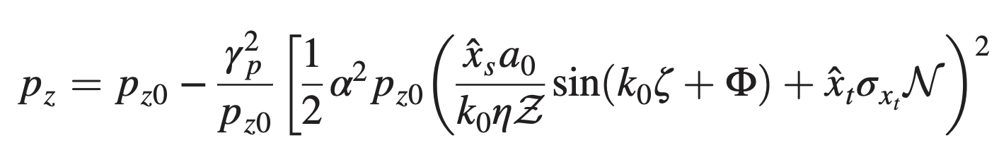 p_z = p_{z0} - \frac{\gamma_p^2}{p_{z0}} \left[ \frac{1}{2} \alpha^2 p_{z0} \left( \frac{\hat{x}_s a_0}{k_0 \eta \mathcal{Z}} \sin(k_0 \zeta + \Phi) + \hat{x}_t \sigma_{x_t} \mathcal{N} \right)^2